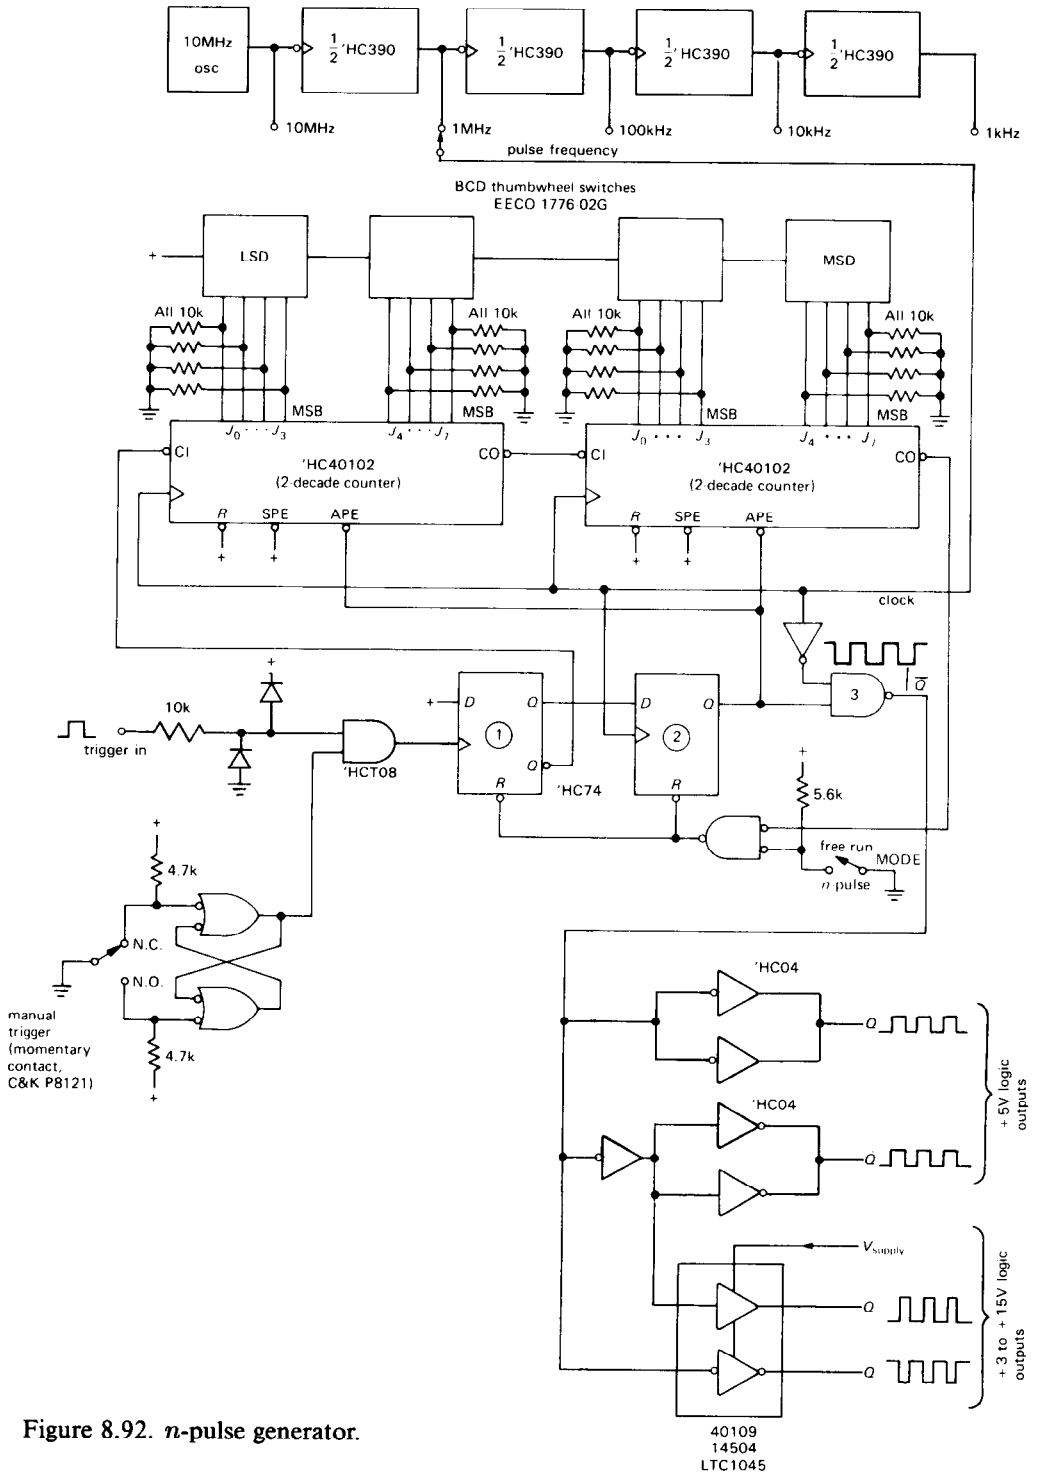 10MHz
osc
1/2 'HC390
1/2 'HC390
1/2 'HC390
1/2 'HC390
10MHz
1MHz
100kHz
10kHz
1kHz
pulse frequency
BCD thumbwheel switches
EECO 1776 02G
+
LSD
MSD
All 10k
All 10k
All 10k
All 10k
MSB
MSB
MSB
MSB
J0 ··· J3
J4 ··· J7
J0 ··· J3
J4 ··· J7
CI
CO
CI
CO
'HC40102
(2-decade counter)
'HC40102
(2-decade counter)
R
SPE
APE
R
SPE
APE
+
+
+
+
clock
+
10k
trigger in
'HCT08
+
D
Q
1
Q
R
'HC74
D
Q
2
R
3
Q̅
+
5.6k
free run
MODE
n-pulse
+
4.7k
N.C.
N.O.
manual
trigger
(momentary
contact,
C&K P8121)
4.7k
+
'HC04
Q
'HC04
Q
+5V logic
outputs
Vsupply
Q
Q
+3 to +15V logic
outputs
40109
14504
LTC1045
Figure 8.92. n-pulse generator.